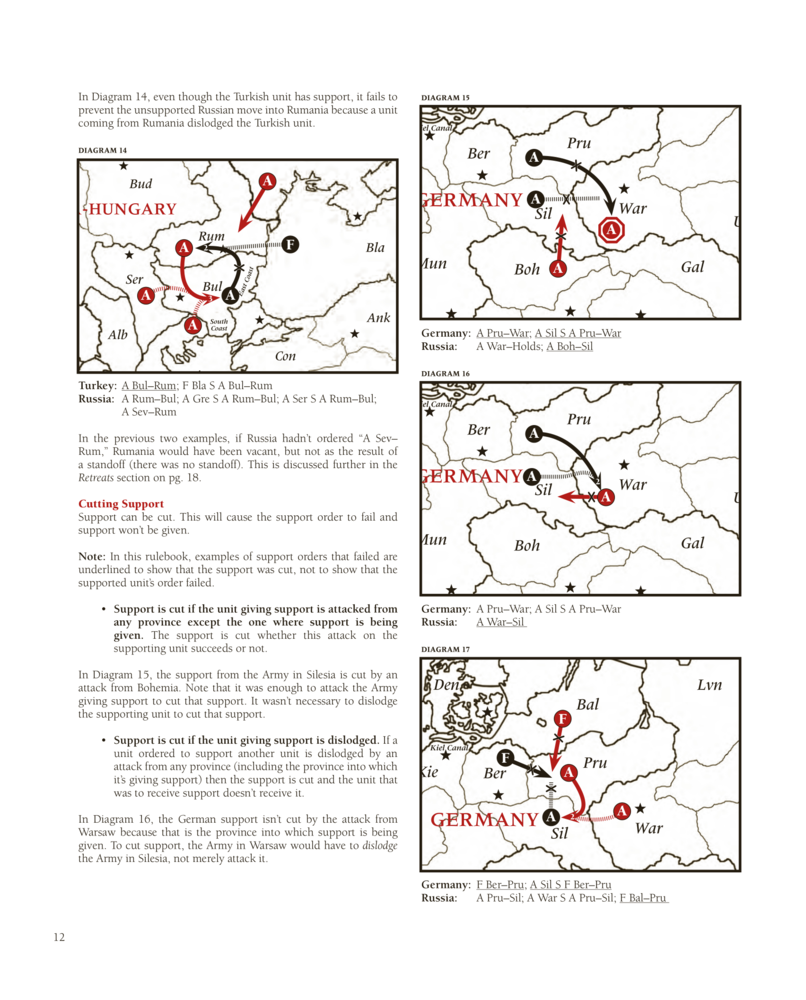 In Diagram 14, even though the Turkish unit has support, it fails to
prevent the unsupported Russian move into Rumania because a unit
coming from Rumania dislodged the Turkish unit.
DIAGRAM 14
Bud
HUNGARY
A
Rum
A
F
Bla
Ser
A
Bul
A
East Coast
A
South
Coast
Alb
Ank
Con
Turkey: A Bul–Rum; F Bla S A Bul–Rum
Russia: A Rum–Bul; A Gre S A Rum–Bul; A Ser S A Rum–Bul;
A Sev–Rum
In the previous two examples, if Russia hadn't ordered “A Sev–
Rum,” Rumania would have been vacant, but not as the result of
a standoff (there was no standoff). This is discussed further in the
Retreats section on pg. 18.
Cutting Support
Support can be cut. This will cause the support order to fail and
support won't be given.
Note: In this rulebook, examples of support orders that failed are
underlined to show that the support was cut, not to show that the
supported unit's order failed.
• Support is cut if the unit giving support is attacked from
any province except the one where support is being
given. The support is cut whether this attack on the
supporting unit succeeds or not.
In Diagram 15, the support from the Army in Silesia is cut by an
attack from Bohemia. Note that it was enough to attack the Army
giving support to cut that support. It wasn't necessary to dislodge
the supporting unit to cut that support.
• Support is cut if the unit giving support is dislodged. If a
unit ordered to support another unit is dislodged by an
attack from any province (including the province into which
it's giving support) then the support is cut and the unit that
was to receive support doesn't receive it.
In Diagram 16, the German support isn't cut by the attack from
Warsaw because that is the province into which support is being
given. To cut support, the Army in Warsaw would have to dislodge
the Army in Silesia, not merely attack it.
12
DIAGRAM 15
el Canal
Ber
Pru
A
GERMANY
A
Sil
War
A
Mun
Boh
A
Gal
Germany: A Pru–War; A Sil S A Pru–War
Russia: A War–Holds; A Boh–Sil
DIAGRAM 16
el Canal
Ber
Pru
A
GERMANY
A
Sil
War
A
Mun
Boh
Gal
Germany: A Pru–War; A Sil S A Pru–War
Russia: A War–Sil
DIAGRAM 17
Den
Lvn
Bal
F
Kiel Canal
F
Kie
Ber
A
Pru
GERMANY
A
Sil
A
War
Germany: F Ber–Pru; A Sil S F Ber–Pru
Russia: A Pru–Sil; A War S A Pru–Sil; F Bal–Pru